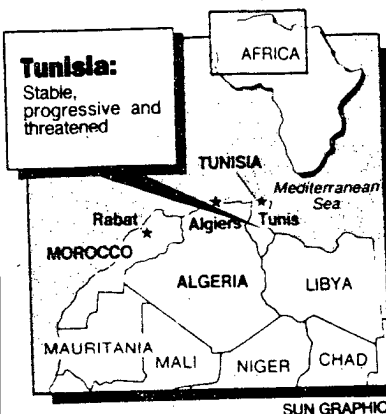 Tunisia:
Stable,
progressive and
threatened
AFRICA
TUNISIA
Mediterranean
Sea
Rabat
Algiers
Tunis
MOROCCO
ALGERIA
LIBYA
MAURITANIA
MALI
NIGER
CHAD
SUN GRAPHIC